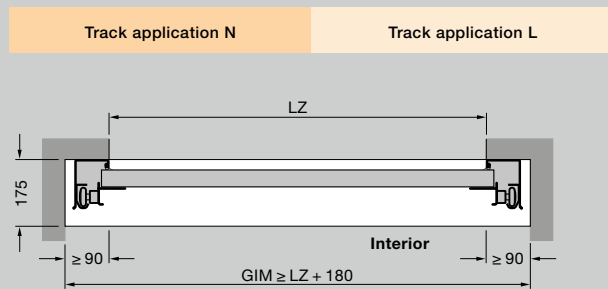 Track application N
Track application L
LZ
175
Interior
≥ 90
≥ 90
GIM ≥ LZ + 180